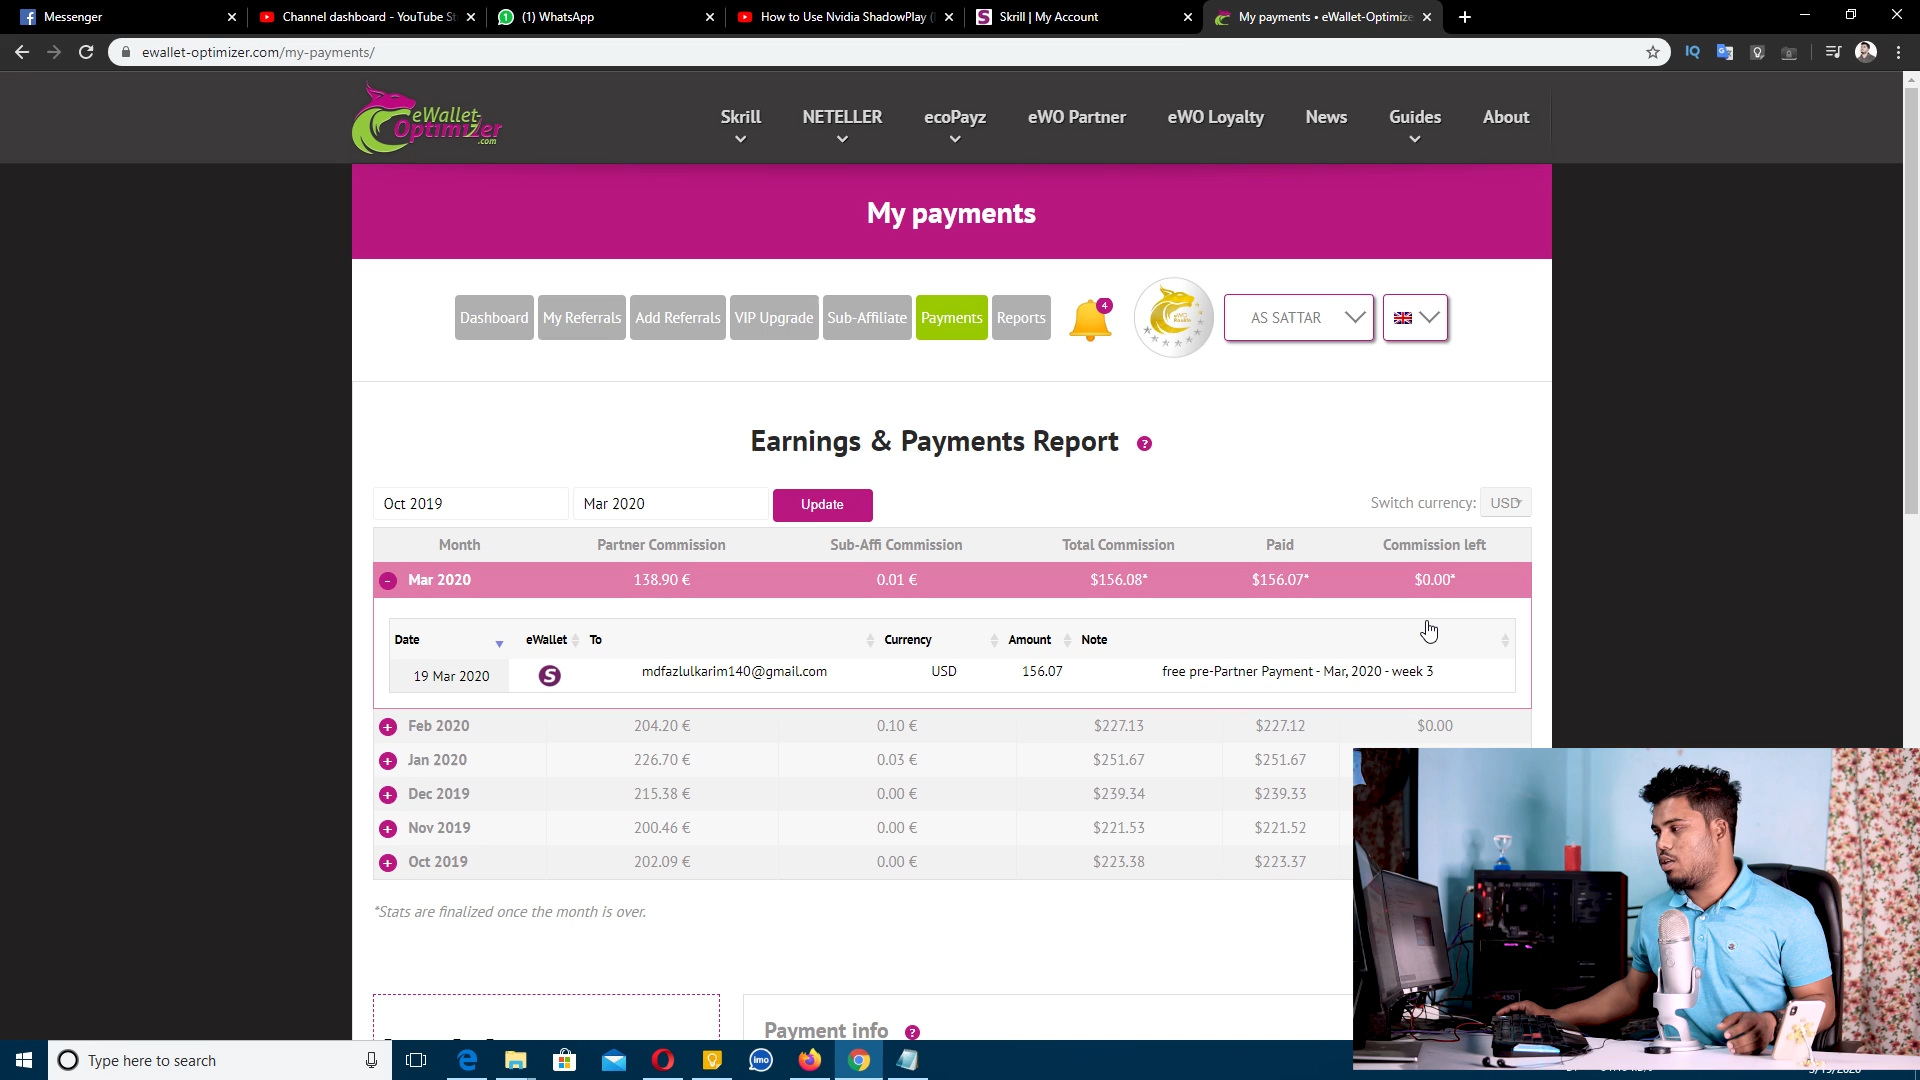 Messenger
Channel dashboard - YouTube St
(1) WhatsApp
How to Use Nvidia ShadowPlay (
Skrill | My Account
My payments • eWallet-Optimize
ewallet-optimizer.com/my-payments/
eWallet-
Optimizer
.com
Skrill
NETELLER
ecoPayz
eWO Partner
eWO Loyalty
News
Guides
About
My payments
Dashboard
My Referrals
Add Referrals
VIP Upgrade
Sub-Affiliate
Payments
Reports
4
AS SATTAR
Earnings & Payments Report ?
Oct 2019
Mar 2020
Update
Switch currency: USD
Month Partner Commission Sub-Affi Commission Total Commission Paid Commission left
- Mar 2020 138.90 € 0.01 € $156.08* $156.07* $0.00*
Date eWallet To Currency Amount Note
19 Mar 2020 S mdfazlulkarim140@gmail.com USD 156.07 free pre-Partner Payment - Mar, 2020 - week 3
+ Feb 2020 204.20 € 0.10 € $227.13 $227.12 $0.00
+ Jan 2020 226.70 € 0.03 € $251.67 $251.67
+ Dec 2019 215.38 € 0.00 € $239.34 $239.33
+ Nov 2019 200.46 € 0.00 € $221.53 $221.52
+ Oct 2019 202.09 € 0.00 € $223.38 $223.37
*Stats are finalized once the month is over.
Payment info ?
Type here to search
imo